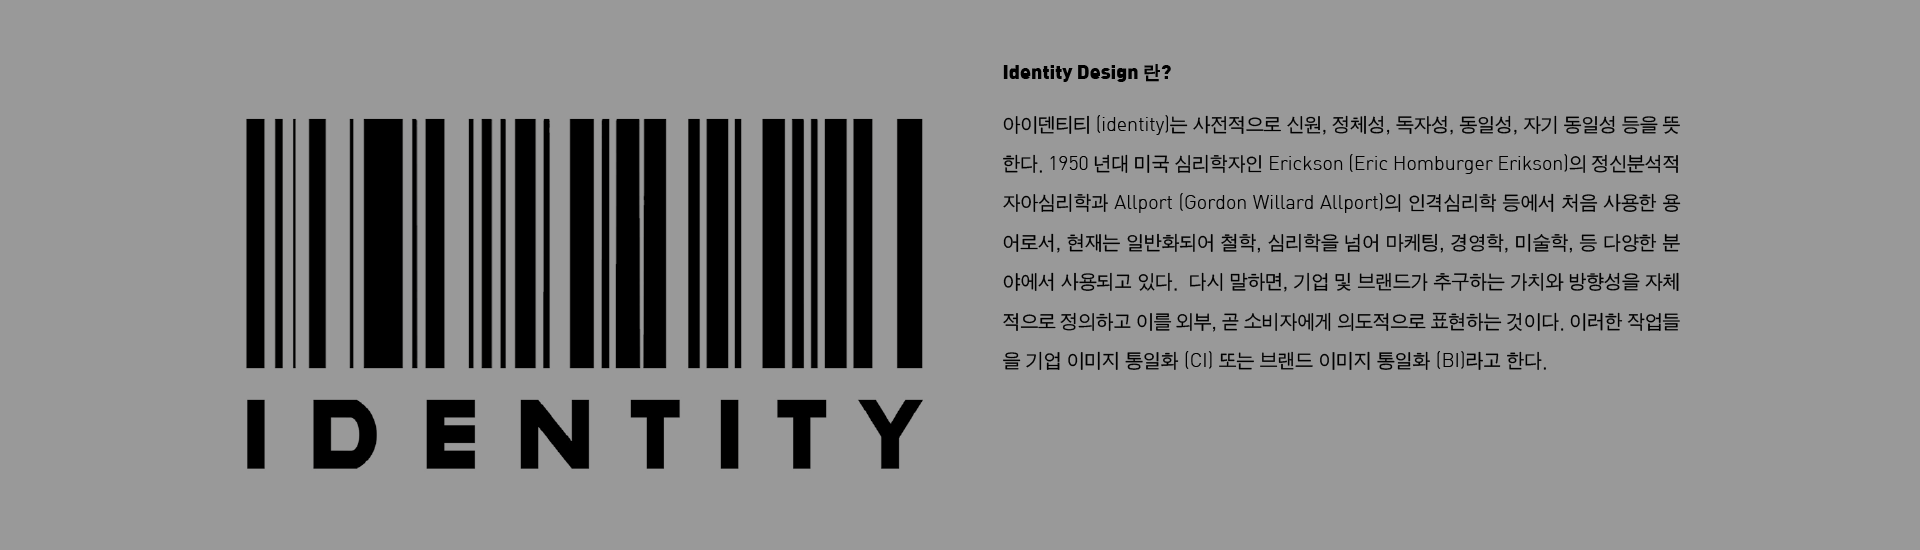 IDENTITY
Identity Design 란?
아이덴티티 (identity)는 사전적으로 신원, 정체성, 독자성, 동일성, 자기 동일성 등을 뜻
한다. 1950 년대 미국 심리학자인 Erickson (Eric Homburger Erikson)의 정신분석적
자아심리학과 Allport (Gordon Willard Allport)의 인격심리학 등에서 처음 사용한 용
어로서, 현재는 일반화되어 철학, 심리학을 넘어 마케팅, 경영학, 미술학, 등 다양한 분
야에서 사용되고 있다. 다시 말하면, 기업 및 브랜드가 추구하는 가치와 방향성을 자체
적으로 정의하고 이를 외부, 곧 소비자에게 의도적으로 표현하는 것이다. 이러한 작업들
을 기업 이미지 통일화 (CI) 또는 브랜드 이미지 통일화 (BI)라고 한다.